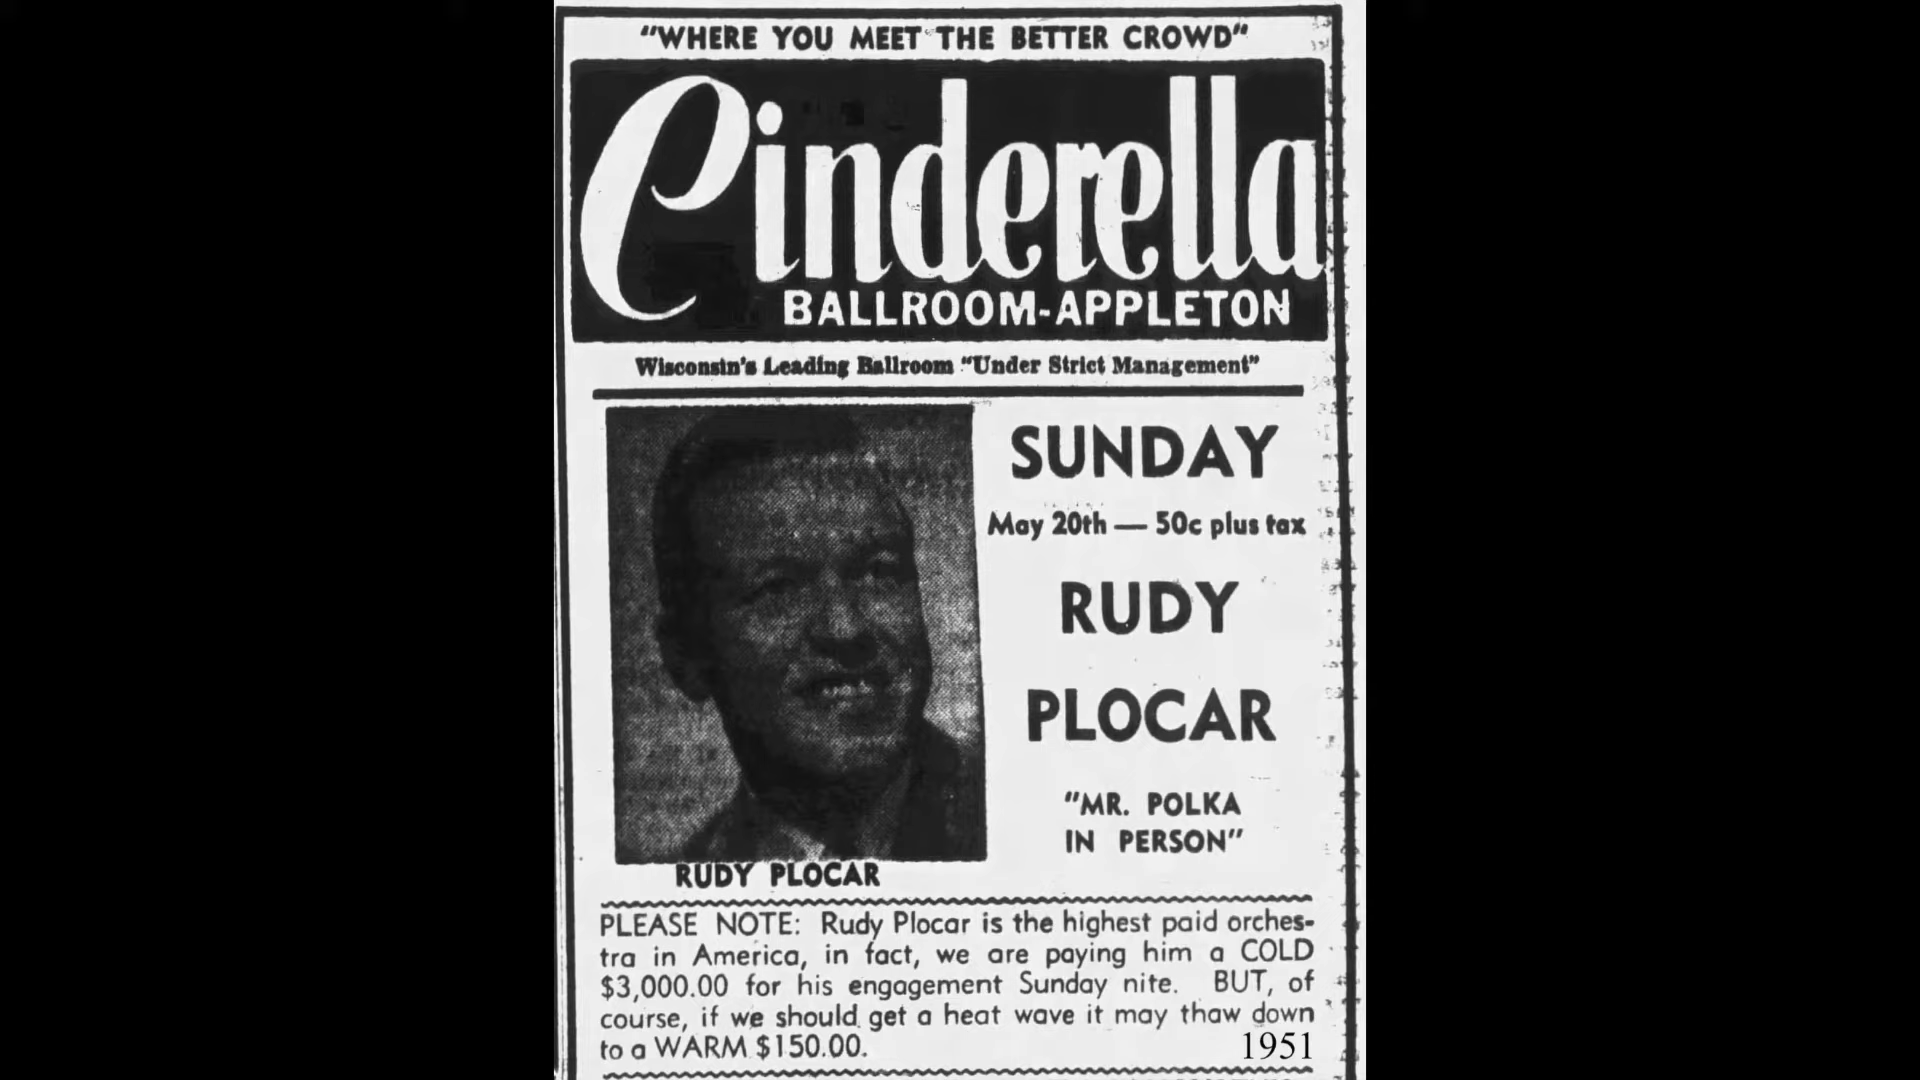 "WHERE YOU MEET THE BETTER CROWD"
Cinderella
BALLROOM-APPLETON
Wisconsin's Leading Ballroom "Under Strict Management"
SUNDAY
May 20th — 50c plus tax
RUDY
PLOCAR
"MR. POLKA
IN PERSON"
RUDY PLOCAR
PLEASE NOTE: Rudy Plocar is the highest paid orches-
tra in America, in fact, we are paying him a COLD
$3,000.00 for his engagement Sunday nite. BUT, of
course, if we should get a heat wave it may thaw down
to a WARM $150.00.
1951